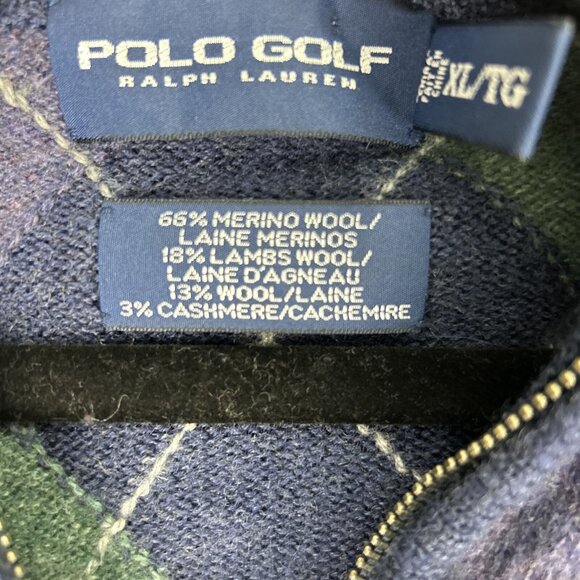 POLO GOLF
RALPH LAUREN
XL/TG
66% MERINO WOOL/
LAINE MERINOS
18% LAMBS WOOL/
LAINE D'AGNEAU
13% WOOL/LAINE
3% CASHMERE/CACHEMIRE